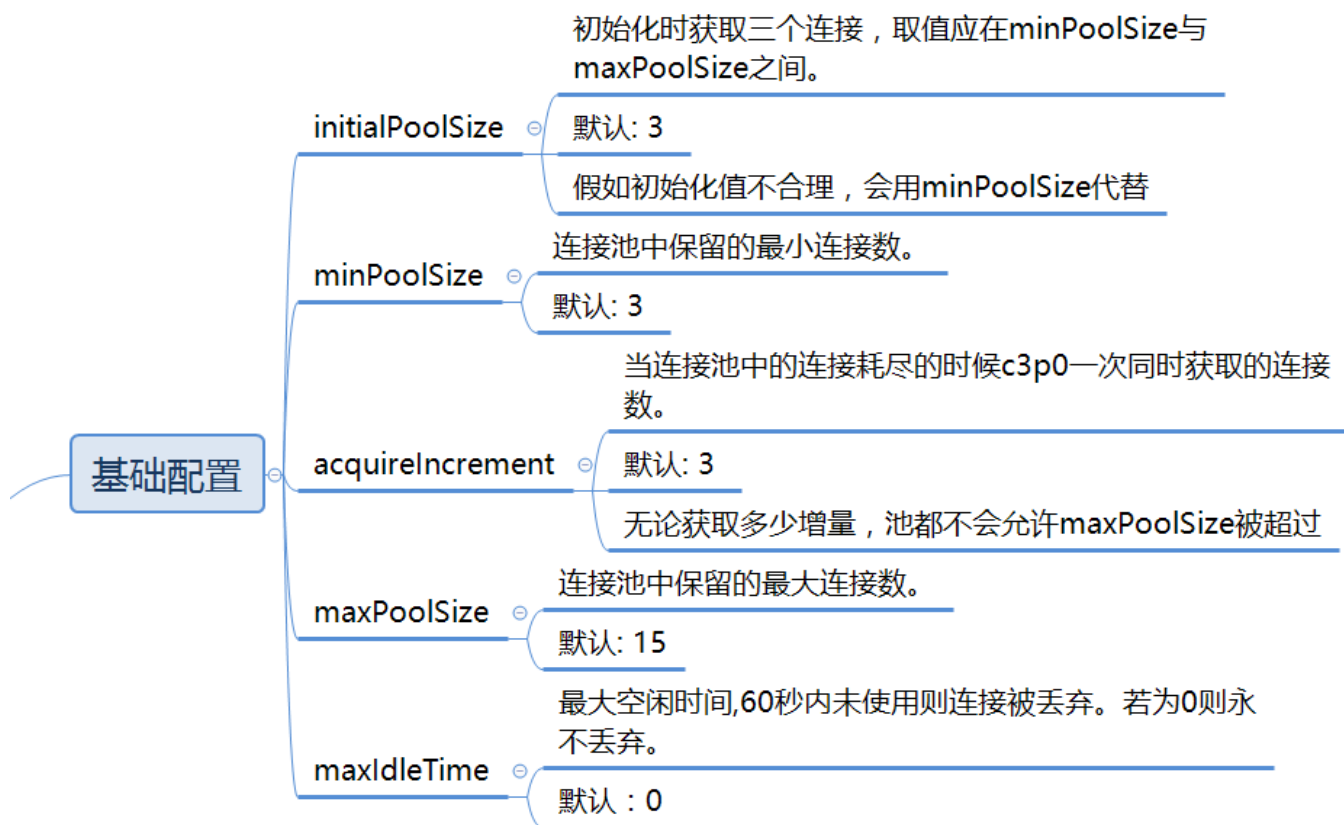 初始化时获取三个连接，取值应在minPoolSize与
maxPoolSize之间。
initialPoolSize
默认: 3
假如初始化值不合理，会用minPoolSize代替
连接池中保留的最小连接数。
minPoolSize
默认: 3
当连接池中的连接耗尽的时候c3p0一次同时获取的连接
数。
基础配置
acquireIncrement
默认: 3
无论获取多少增量，池都不会允许maxPoolSize被超过
连接池中保留的最大连接数。
maxPoolSize
默认: 15
最大空闲时间,60秒内未使用则连接被丢弃。若为0则永
不丢弃。
maxIdleTime
默认：0